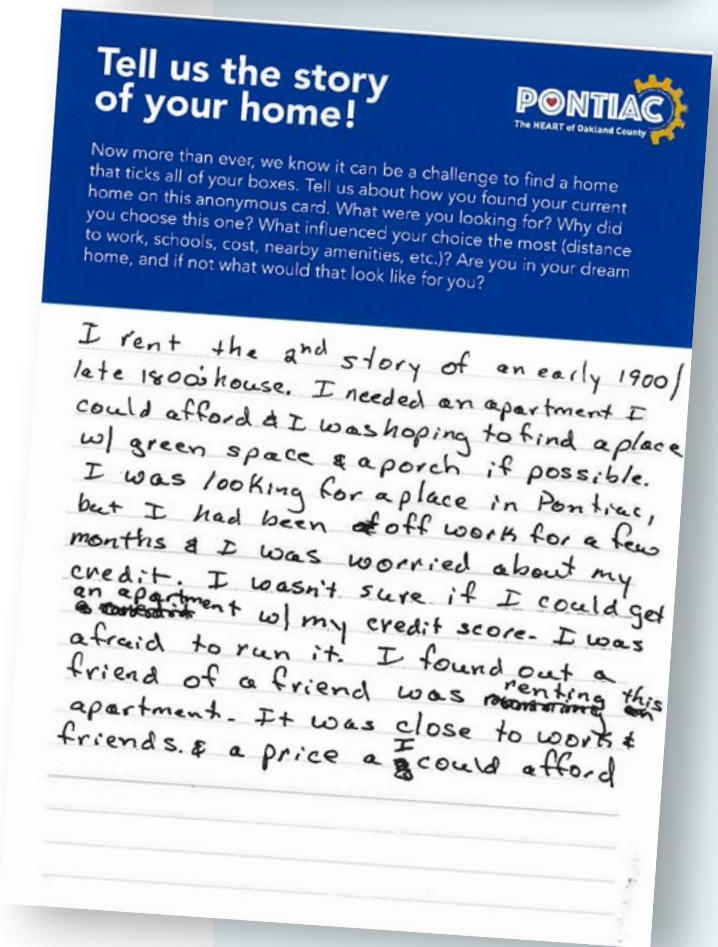 Tell us the story
of your home!
PONTIAC
The HEART of Oakland County
Now more than ever, we know it can be a challenge to find a home
that ticks all of your boxes. Tell us about how you found your current
home on this anonymous card. What were you looking for? Why did
you choose this one? What influenced your choice the most (distance
to work, schools, cost, nearby amenities, etc.)? Are you in your dream
home, and if not what would that look like for you?
I rent the 2nd story of an early 1900/
late 1800's house. I needed an apartment I
could afford & I was hoping to find a place
w/ green space & a porch if possible.
I was looking for a place in Pontiac,
but I had been off work for a few
months & I was worried about my
credit. I wasn't sure if I could get
an apartment w/ my credit score. I was
afraid to run it. I found out a
friend of a friend was renting this
apartment. It was close to work &
friends. & a price a I could afford